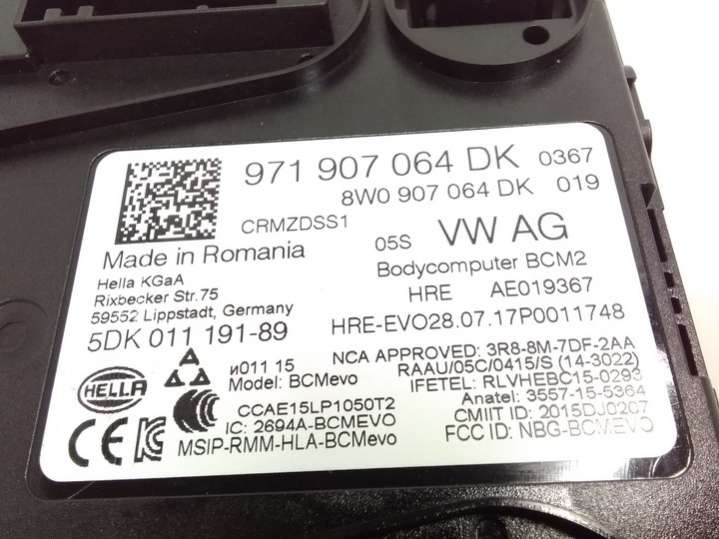 971 907 064 DK 0367
8W0 907 064 DK 019
CRMZDSS1
Made in Romania
05S VW AG
Hella KGaA
Rixbecker Str.75
59552 Lippstadt, Germany
Bodycomputer BCM2
HRE AE019367
5DK 011 191-89
HRE-EVO28.07.17P0011748
HELLA
ᴎ011 15
Model: BCMevo
NCA APPROVED: 3R8-8M-7DF-2AA
RAAU/05C/0415/S (14-3022)
IFETEL: RLVHEBC15-0293
Anatel: 3557-15-5364
CMIIT ID: 2015DJ0207
FCC ID: NBG-BCMEVO
CCAE15LP1050T2
IC: 2694A-BCMevo
MSIP-RMM-HLA-BCMevo
CE